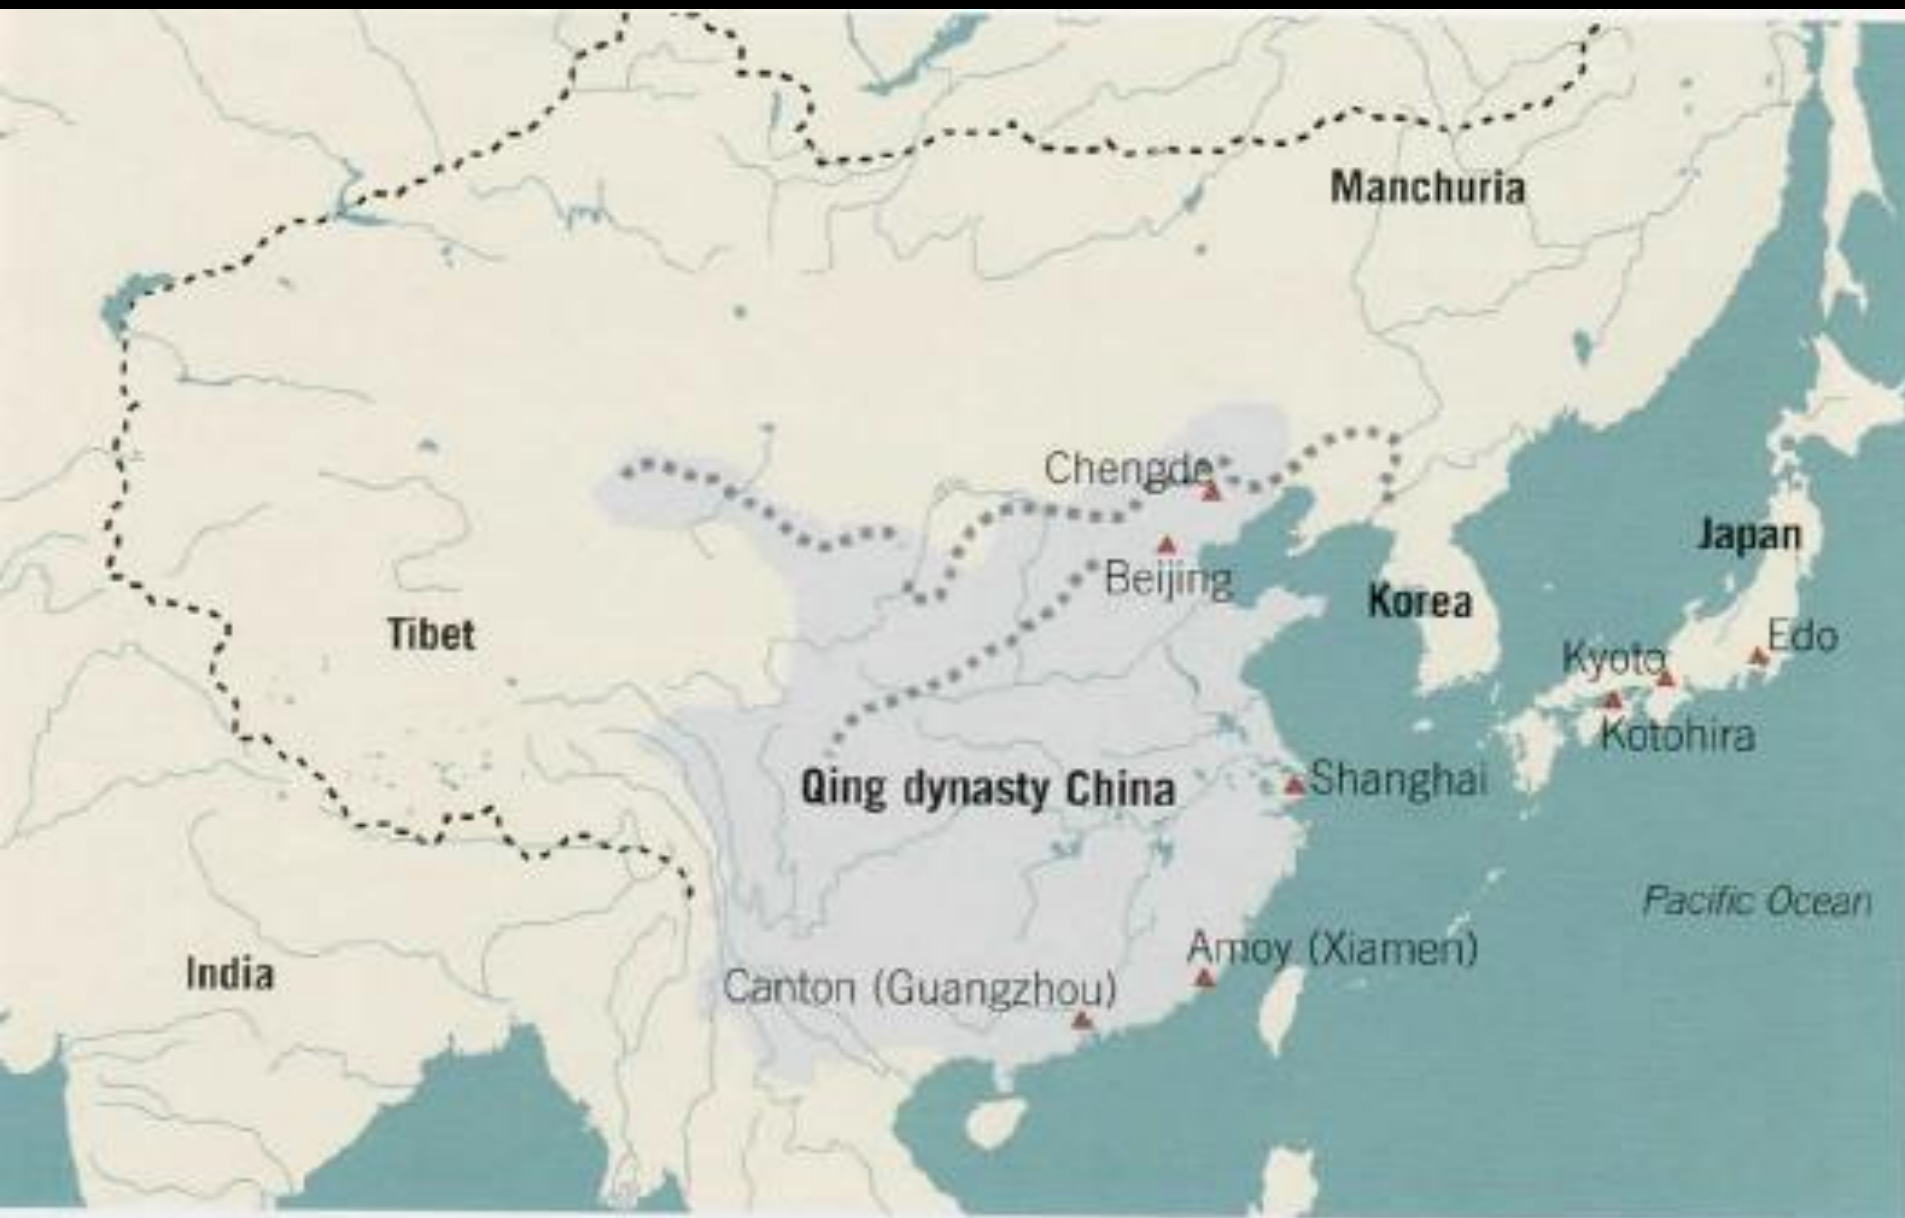 Manchuria
Chengde
Japan
Beijing
Korea
Tibet
Edo
Kyoto
Kotohira
Shanghai
Qing dynasty China
Pacific Ocean
Amoy (Xiamen)
India
Canton (Guangzhou)